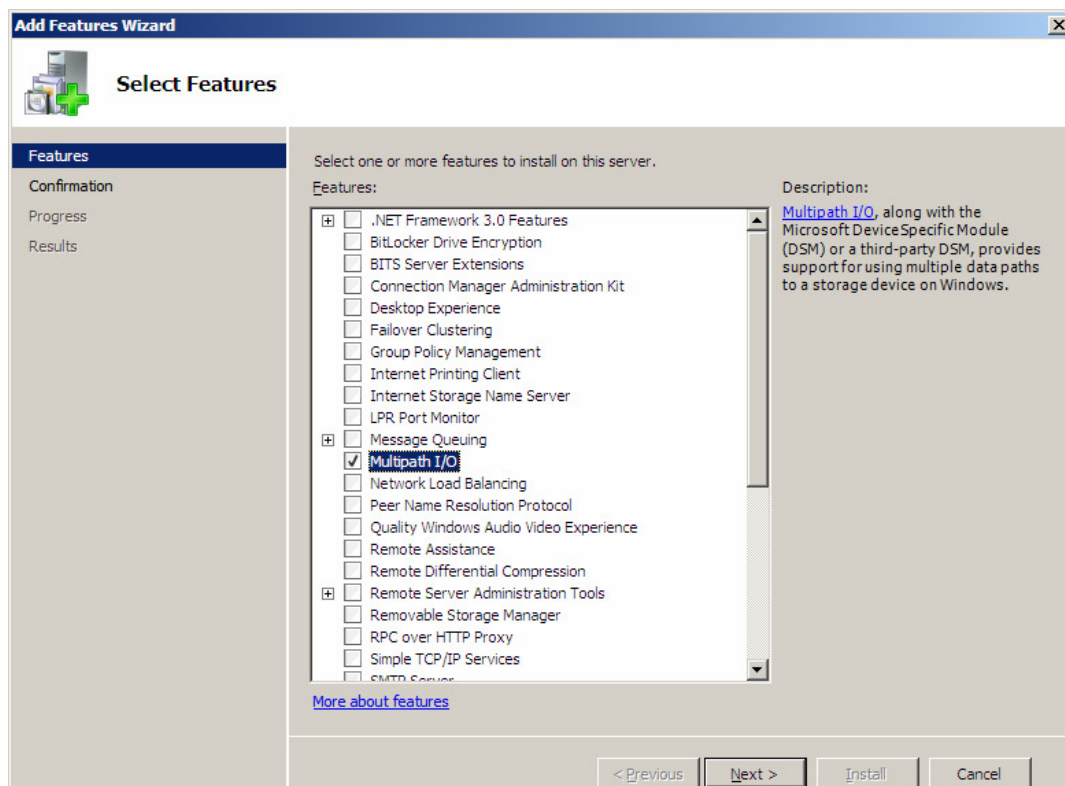 Add Features Wizard
Select Features
Features
Confirmation
Progress
Results
Select one or more features to install on this server.
Features:
.NET Framework 3.0 Features
BitLocker Drive Encryption
BITS Server Extensions
Connection Manager Administration Kit
Desktop Experience
Failover Clustering
Group Policy Management
Internet Printing Client
Internet Storage Name Server
LPR Port Monitor
Message Queuing
Multipath I/O
Network Load Balancing
Peer Name Resolution Protocol
Quality Windows Audio Video Experience
Remote Assistance
Remote Differential Compression
Remote Server Administration Tools
Removable Storage Manager
RPC over HTTP Proxy
Simple TCP/IP Services
SMTP Server
More about features
Description:
Multipath I/O, along with the
Microsoft Device Specific Module
(DSM) or a third-party DSM, provides
support for using multiple data paths
to a storage device on Windows.
< Previous
Next >
Install
Cancel